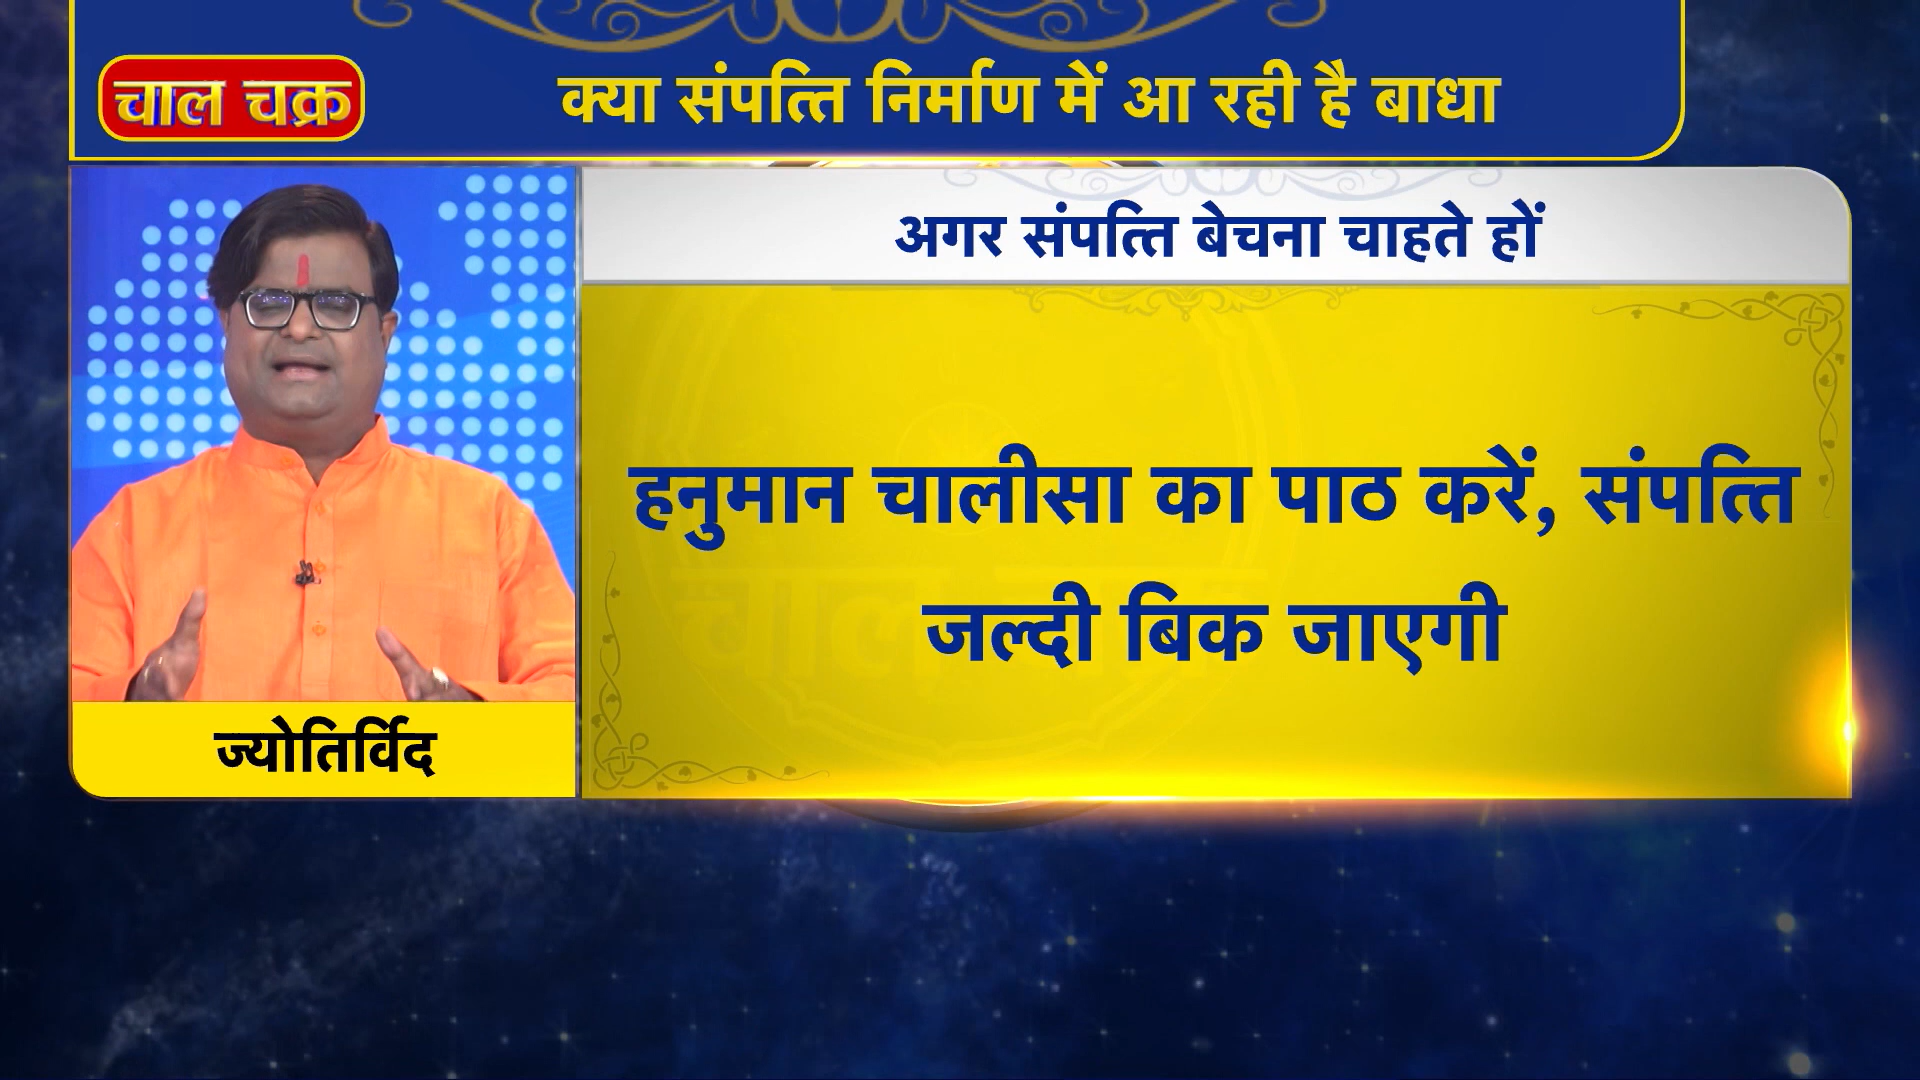 चाल चक्र
क्या संपत्ति निर्माण में आ रही है बाधा
अगर संपत्ति बेचना चाहते हों
हनुमान चालीसा का पाठ करें, संपत्ति
जल्दी बिक जाएगी
ज्योतिर्विद